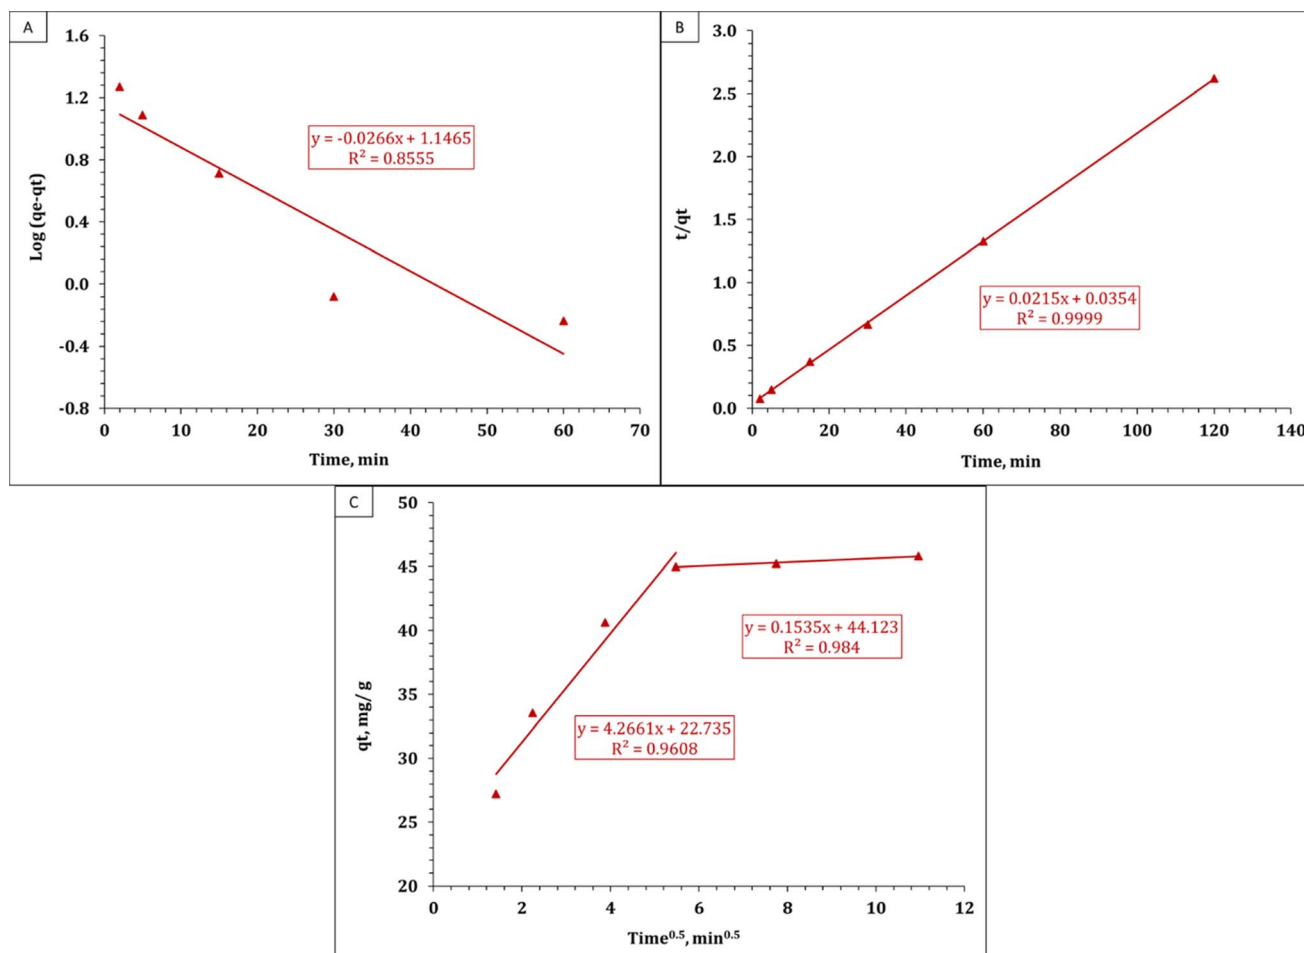 A
1.6
1.2
0.8
0.4
0.0
-0.4
-0.8
0 10 20 30 40 50 60 70
Log (qe-qt)
Time, min
y = -0.0266x + 1.1465
R² = 0.8555
B
3.0
2.5
2.0
1.5
1.0
0.5
0.0
0 20 40 60 80 100 120 140
t/qt
Time, min
y = 0.0215x + 0.0354
R² = 0.9999
C
50
45
40
35
30
25
20
0 2 4 6 8 10 12
qt, mg/ g
Time⁰·⁵, min⁰·⁵
y = 0.1535x + 44.123
R² = 0.984
y = 4.2661x + 22.735
R² = 0.9608